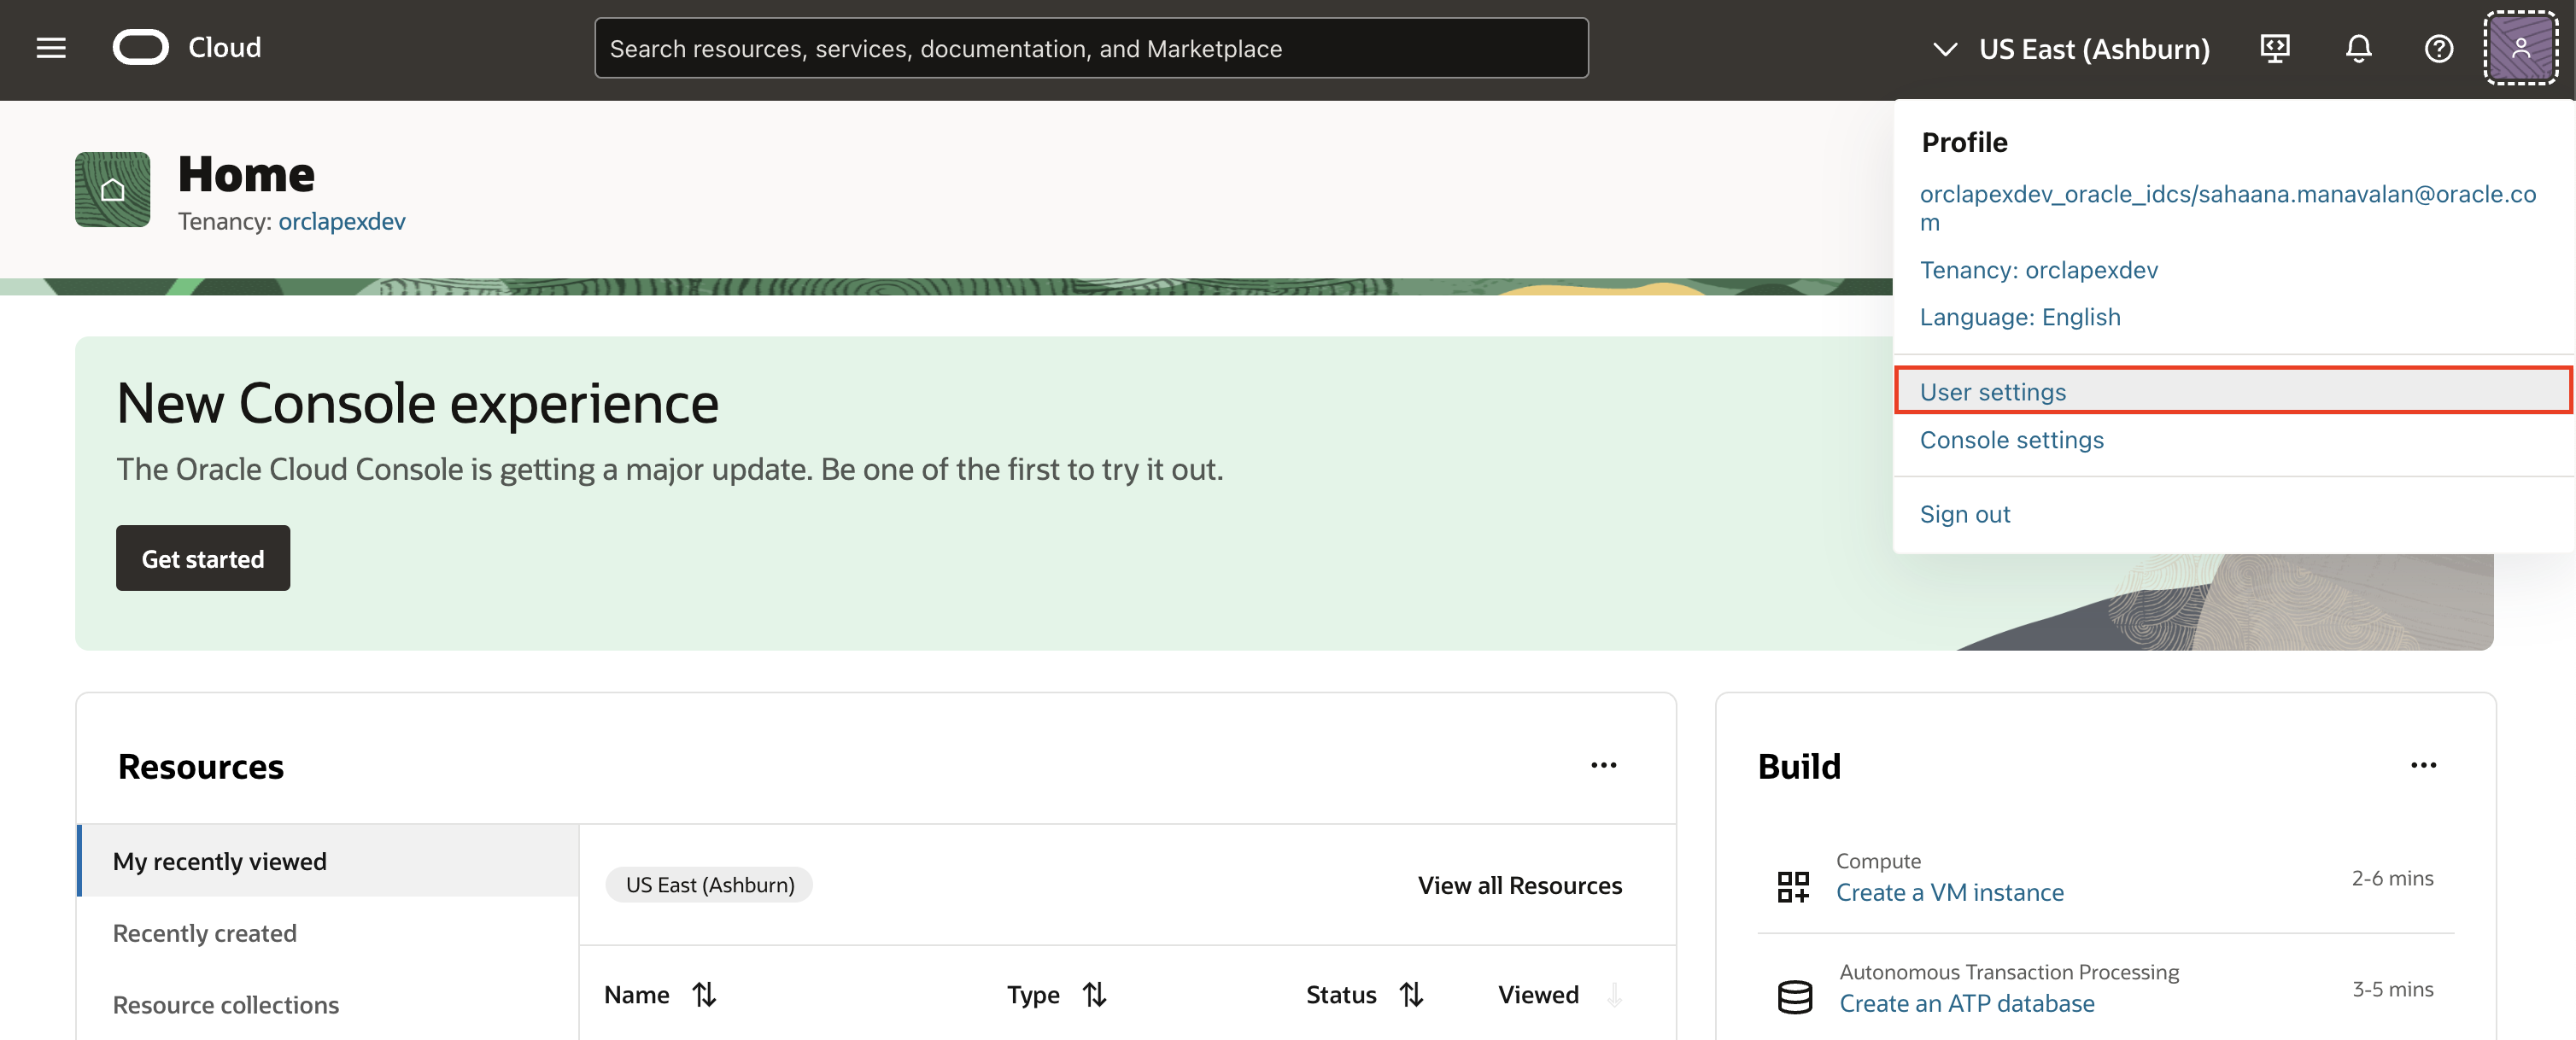 Cloud
Search resources, services, documentation, and Marketplace
US East (Ashburn)
Home
Tenancy: orclapexdev
Profile
orclapexdev_oracle_idcs/sahaana.manavalan@oracle.co
m
Tenancy: orclapexdev
Language: English
User settings
Console settings
Sign out
New Console experience
The Oracle Cloud Console is getting a major update. Be one of the first to try it out.
Get started
Resources
My recently viewed
Recently created
Resource collections
US East (Ashburn)
View all Resources
Name
Type
Status
Viewed
Build
Compute
Create a VM instance
2-6 mins
Autonomous Transaction Processing
Create an ATP database
3-5 mins